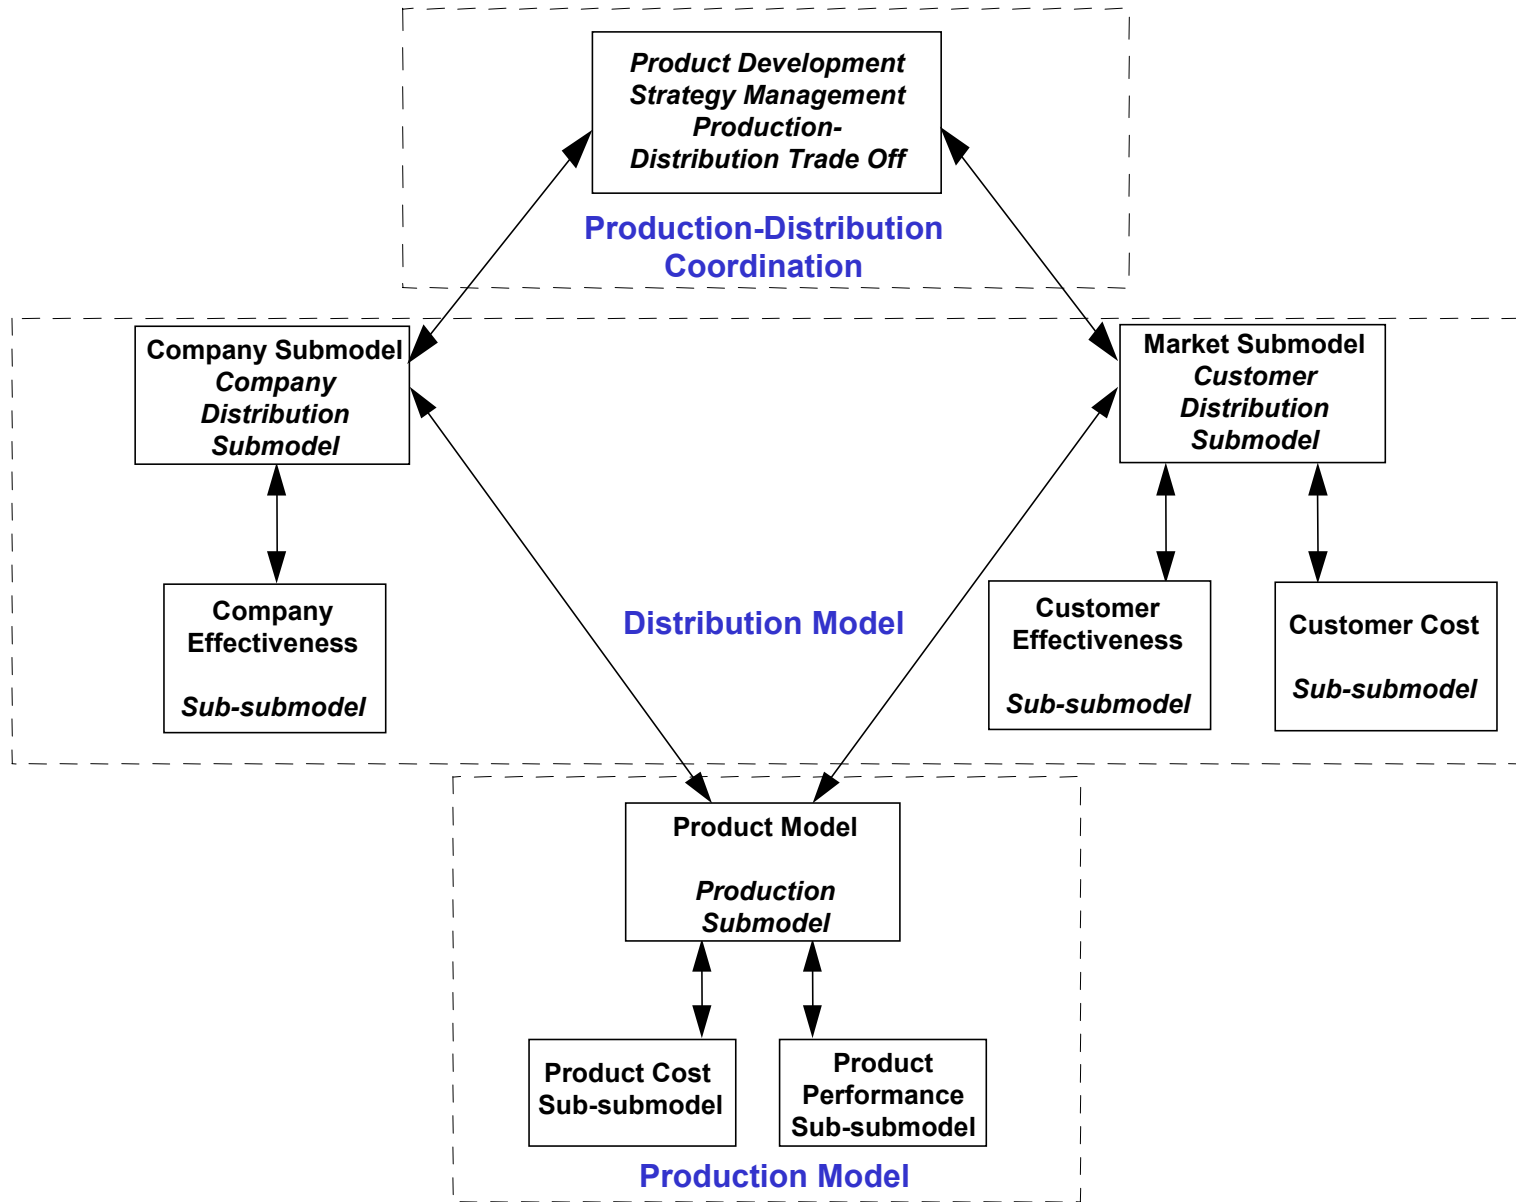 Product Development
Strategy Management
Production-
Distribution Trade Off
Production-Distribution
Coordination
Company Submodel
Company
Distribution
Submodel
Market Submodel
Customer
Distribution
Submodel
Company
Effectiveness
Sub-submodel
Distribution Model
Customer
Effectiveness
Sub-submodel
Customer Cost
Sub-submodel
Product Model
Production
Submodel
Product Cost
Sub-submodel
Product
Performance
Sub-submodel
Production Model